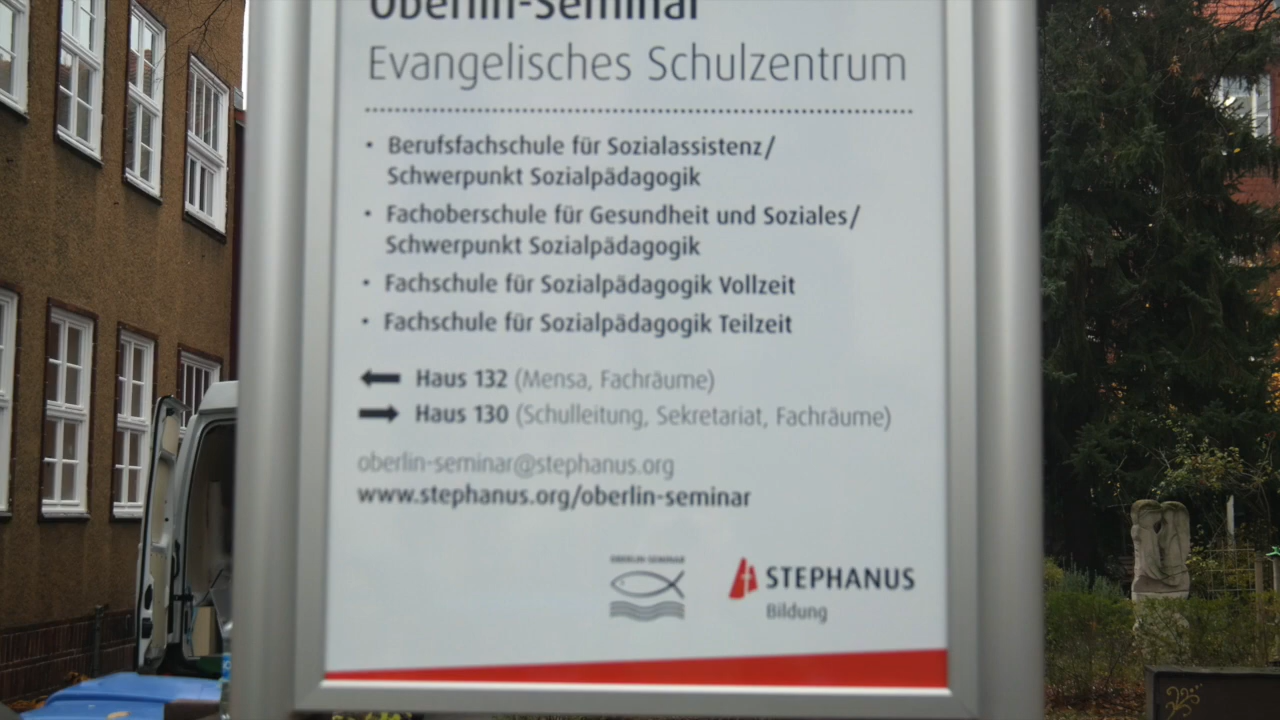 Oberlin-Seminar
Evangelisches Schulzentrum
• Berufsfachschule für Sozialassistenz/
Schwerpunkt Sozialpädagogik
• Fachoberschule für Gesundheit und Soziales/
Schwerpunkt Sozialpädagogik
• Fachschule für Sozialpädagogik Vollzeit
• Fachschule für Sozialpädagogik Teilzeit
Haus 132 (Mensa, Fachräume)
Haus 130 (Schulleitung, Sekretariat, Fachräume)
oberlin-seminar@stephanus.org
www.stephanus.org/oberlin-seminar
OBERLIN-SEMINAR
STEPHANUS
Bildung